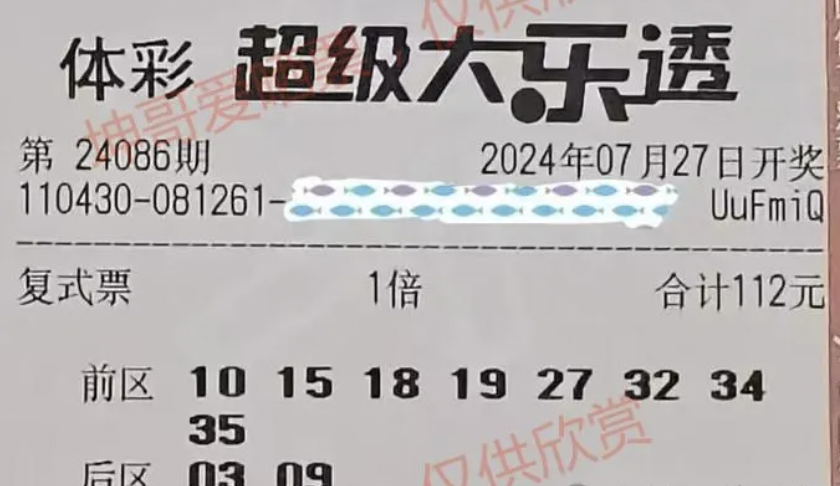 体彩 超级大乐透
第 24086期 2024年07月27日开奖
110430-081261- UuFmiQ
复式票 1倍 合计112元
前区 10 15 18 19 27 32 34
35
后区 03 09
坤哥爱
仅供
仅供欣赏